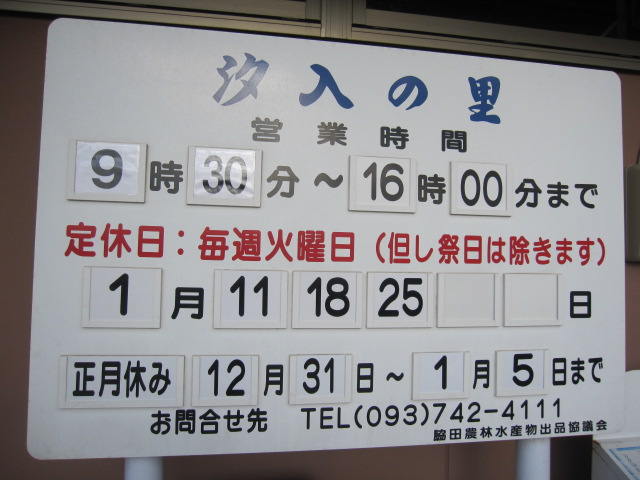 汐入の里
営業時間
9時30分～16時00分まで
定休日：毎週火曜日（但し祭日は除きます）
1月 11 18 25 日
正月休み 12月31日～1月5日まで
お問合せ先 TEL(093)742-4111
脇田農林水産物出品協議会